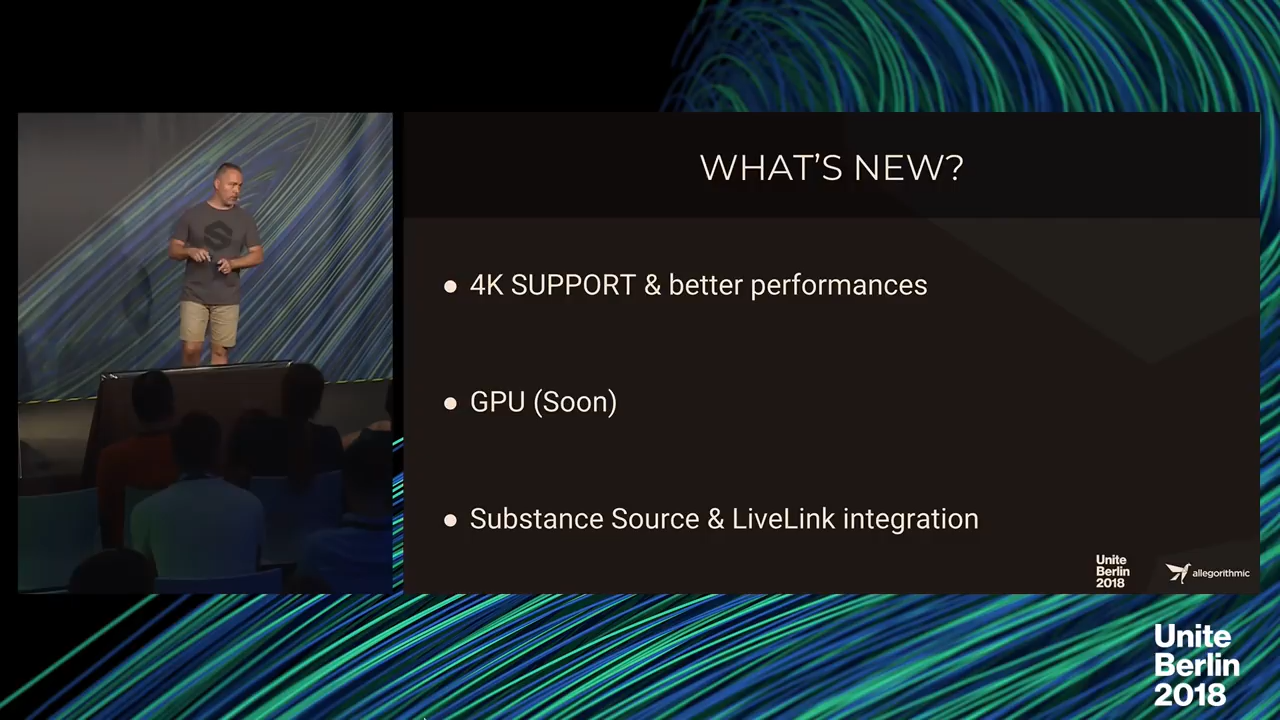 WHAT'S NEW?
● 4K SUPPORT & better performances
● GPU (Soon)
● Substance Source & LiveLink integration
Unite
Berlin
2018
allegorithmic
S
Unite
Berlin
2018